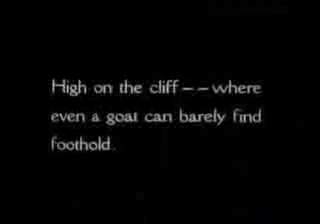 High on the cliff -- where
even a goat can barely find
foothold.